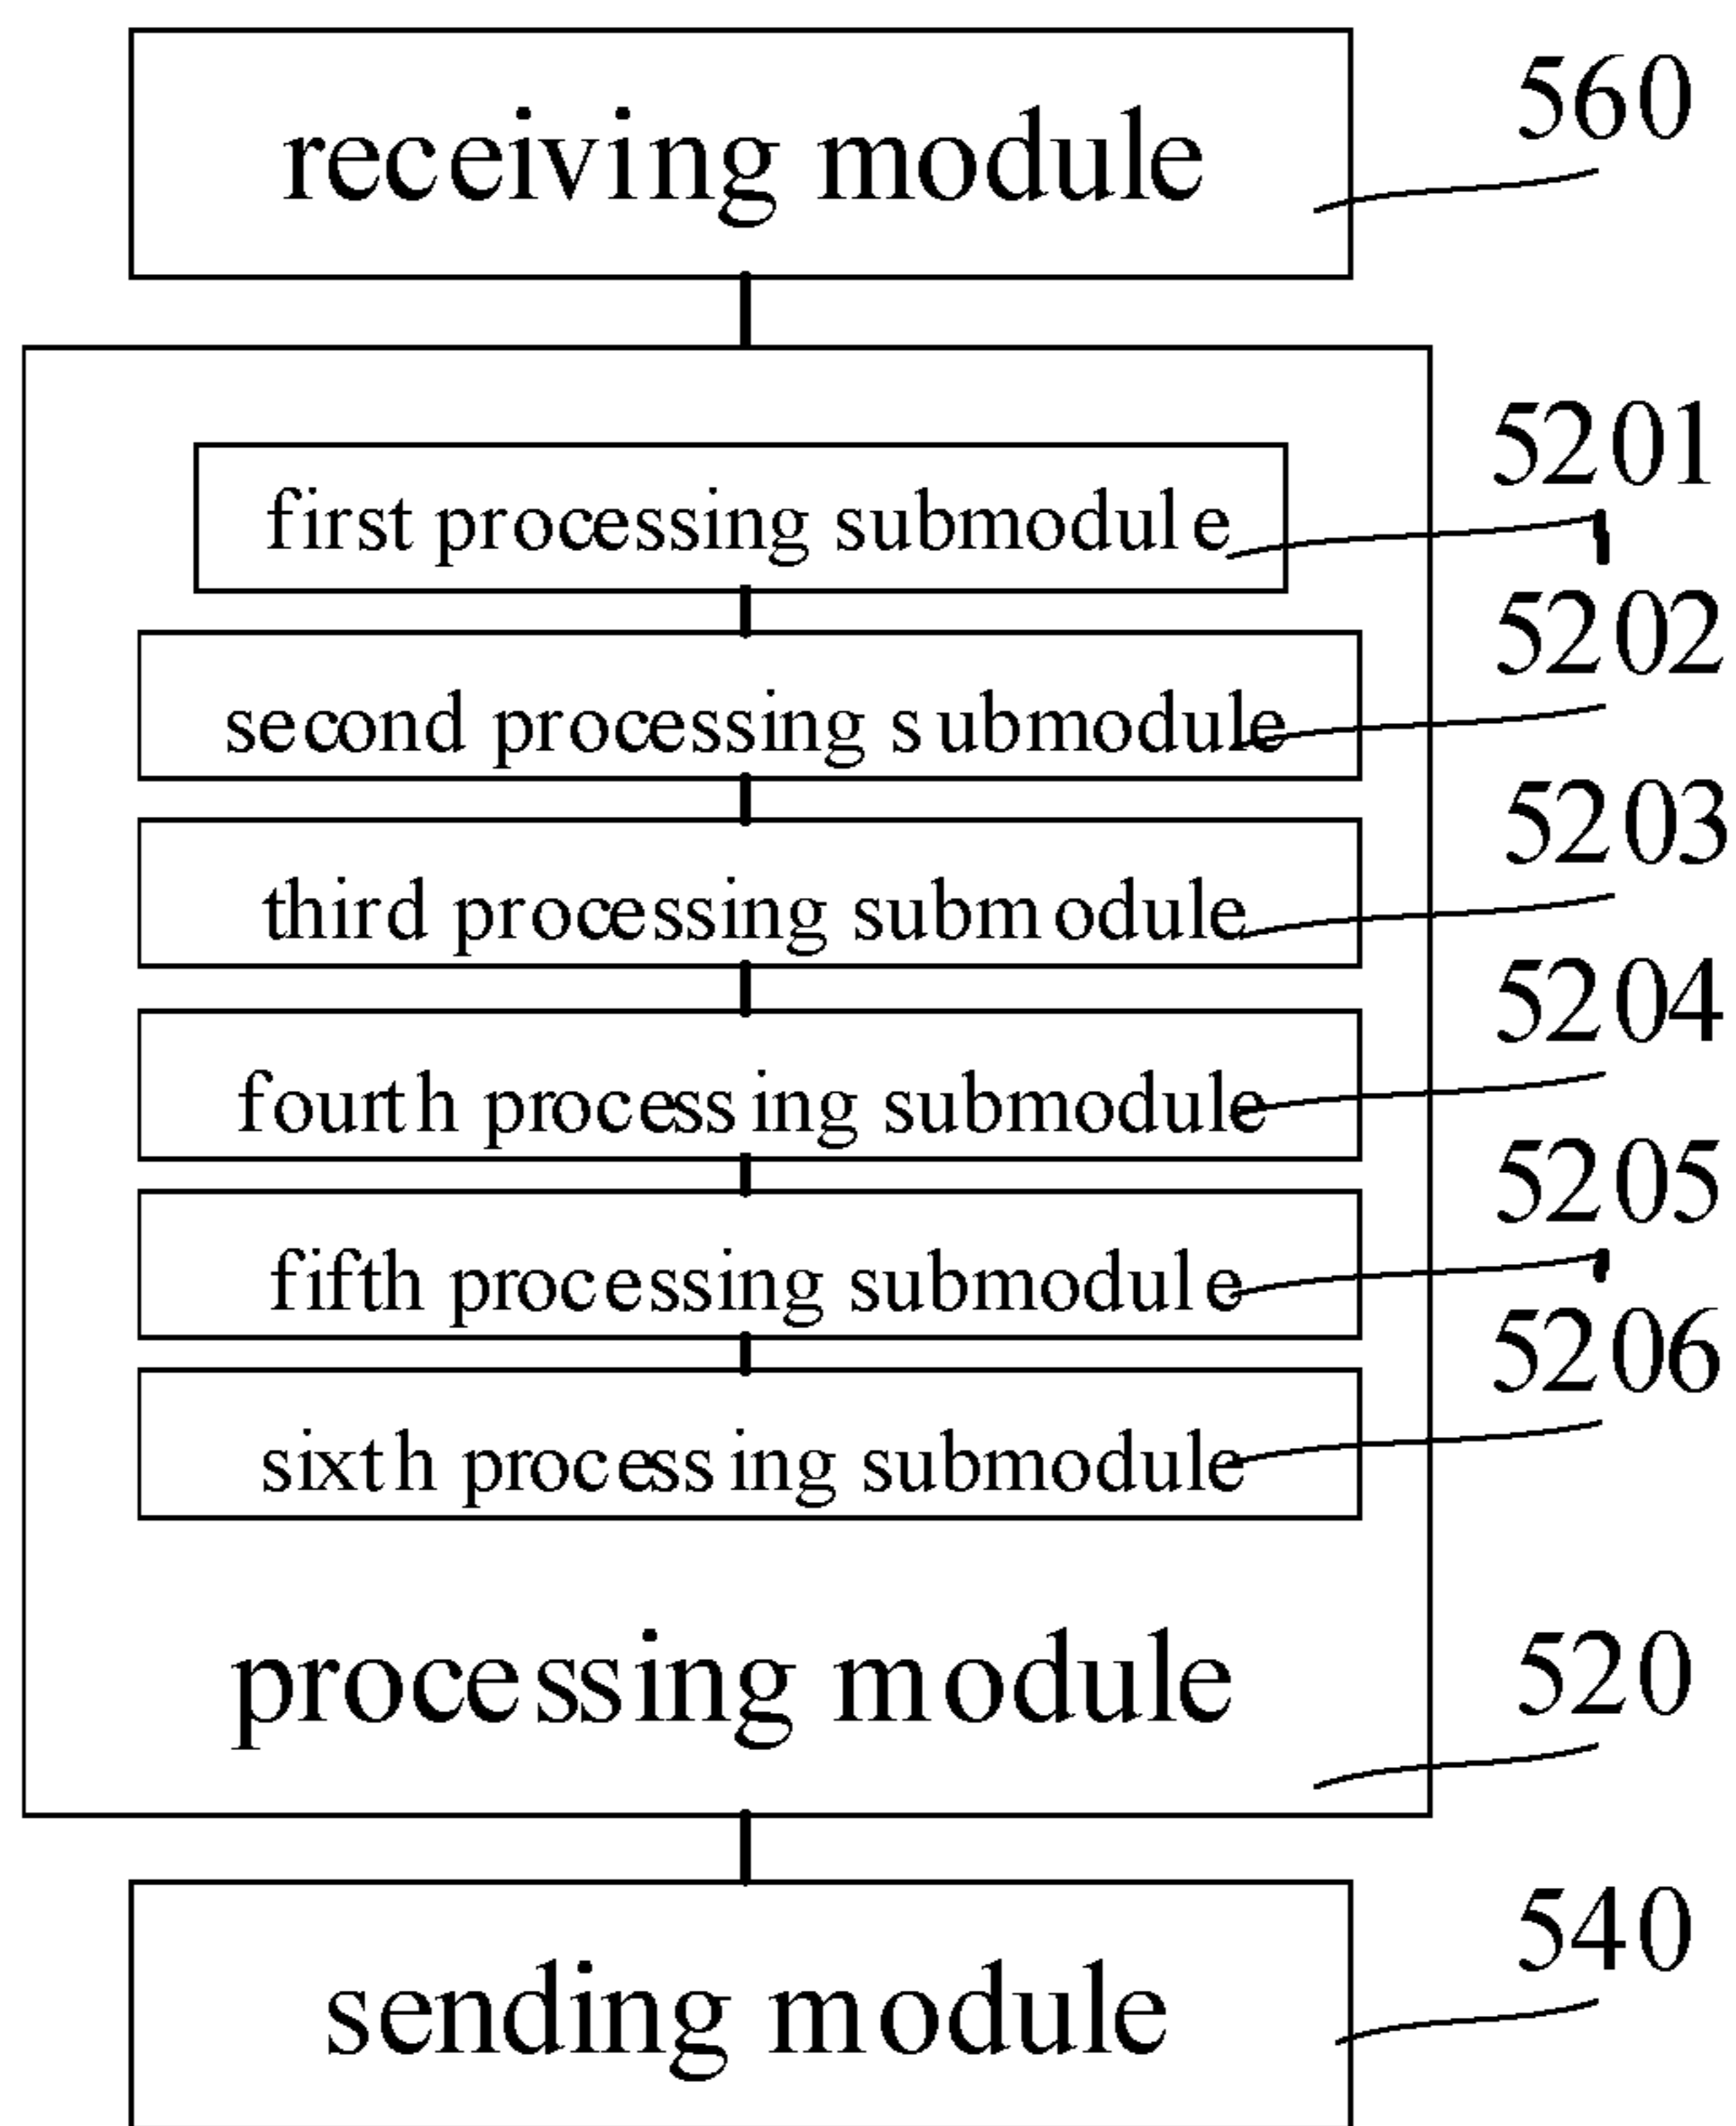 receiving module
560
5201
first processing submodule
5202
second processing submodule
5203
third processing submodule
5204
fourth processing submodule
5205
fifth processing submodule
5206
sixth processing submodule
processing module
520
540
sending module